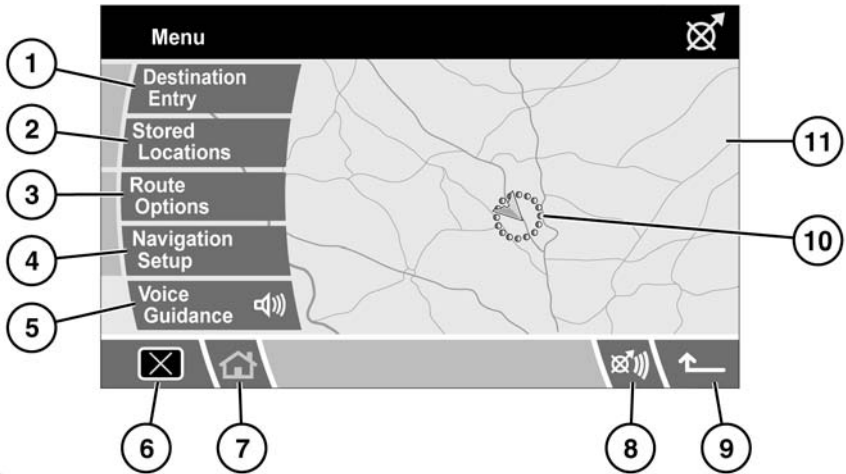 Menu
1
Destination
Entry
2
Stored
Locations
11
3
Route
Options
10
4
Navigation
Setup
5
Voice
Guidance
6
7
8
9